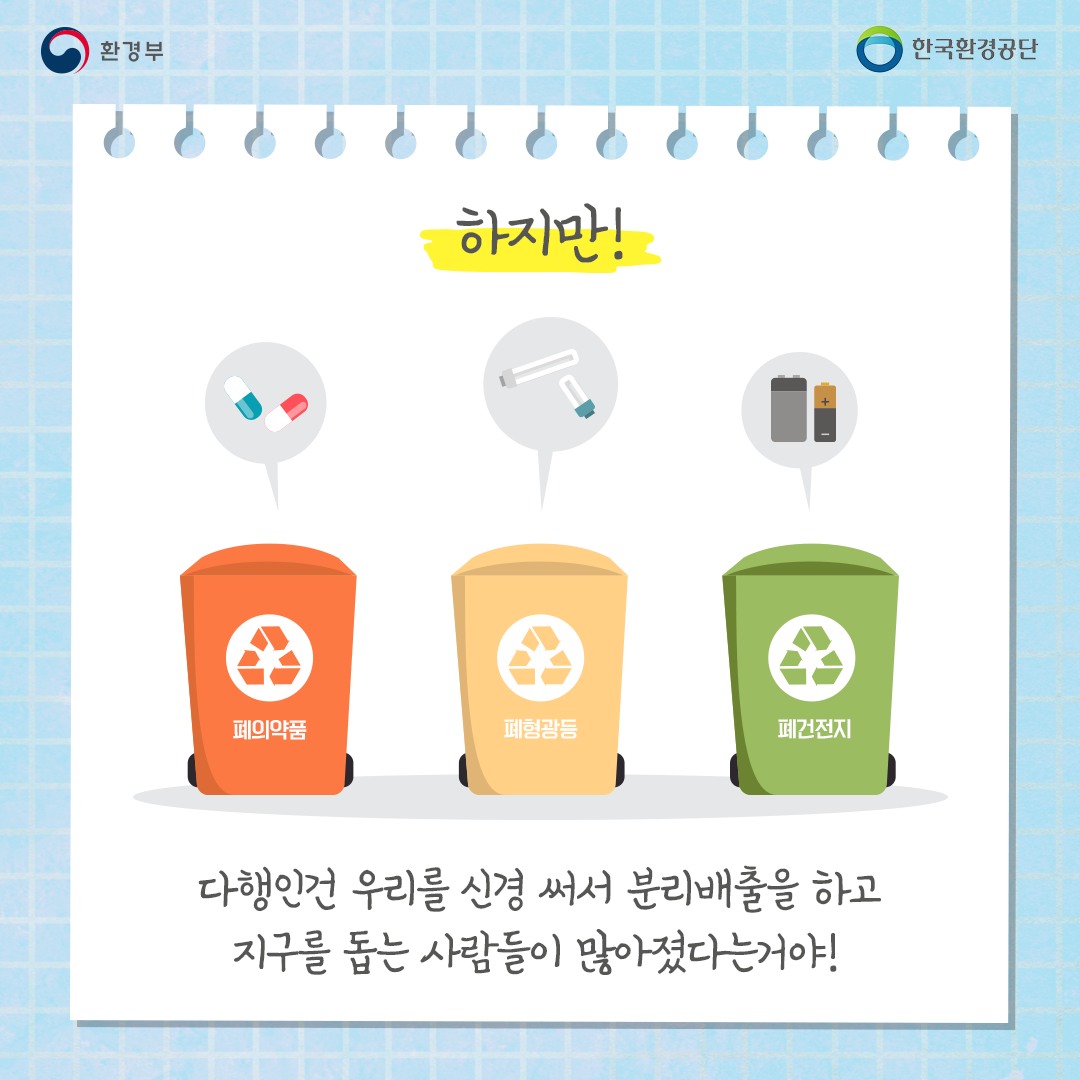 환경부
한국환경공단
하지만!
폐의약품
폐형광등
폐건전지
다행인건 우리를 신경 써서 분리배출을 하고
지구를 돕는 사람들이 많아졌다는거야!